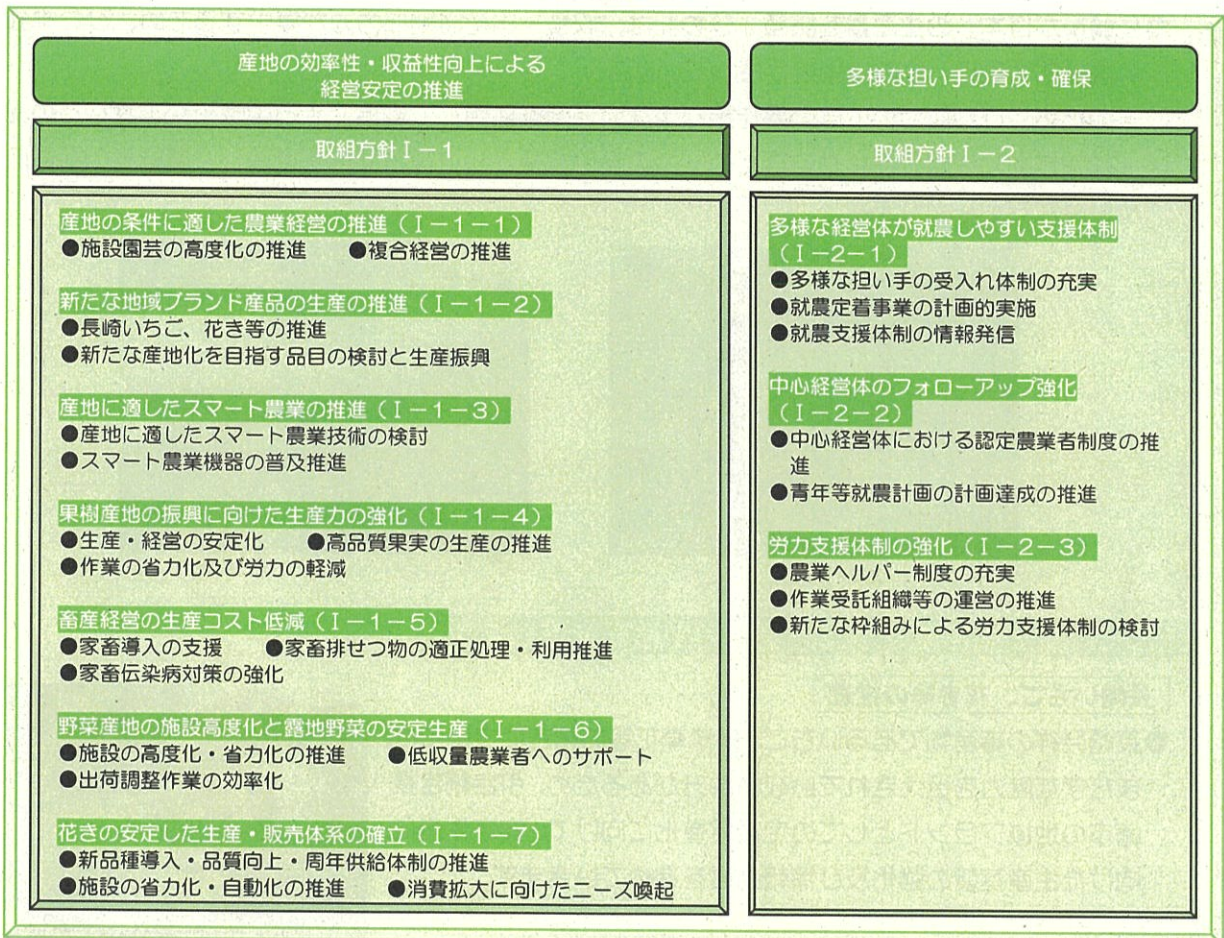 産地の効率性・収益性向上による
経営安定の推進
取組方針Ⅰ－1
産地の条件に適した農業経営の推進（Ⅰ－1－1）
●施設園芸の高度化の推進　●複合経営の推進
新たな地域ブランド産品の生産の推進（Ⅰ－1－2）
●長崎いちご、花き等の推進
●新たな産地化を目指す品目の検討と生産振興
産地に適したスマート農業の推進（Ⅰ－1－3）
●産地に適したスマート農業技術の検討
●スマート農業機器の普及推進
果樹産地の振興に向けた生産力の強化（Ⅰ－1－4）
●生産・経営の安定化　●高品質果実の生産の推進
●作業の省力化及び労力の軽減
畜産経営の生産コスト低減（Ⅰ－1－5）
●家畜導入の支援　●家畜排せつ物の適正処理・利用推進
●家畜伝染病対策の強化
野菜産地の施設高度化と露地野菜の安定生産（Ⅰ－1－6）
●施設の高度化・省力化の推進　●低収量農業者へのサポート
●出荷調整作業の効率化
花きの安定した生産・販売体系の確立（Ⅰ－1－7）
●新品種導入・品質向上・周年供給体制の推進
●施設の省力化・自動化の推進　●消費拡大に向けたニーズ喚起
多様な担い手の育成・確保
取組方針Ⅰ－2
多様な経営体が就農しやすい支援体制
（Ⅰ－2－1）
●多様な担い手の受入れ体制の充実
●就農定着事業の計画的実施
●就農支援体制の情報発信
中心経営体のフォローアップ強化
（Ⅰ－2－2）
●中心経営体における認定農業者制度の推
進
●青年等就農計画の計画達成の推進
労力支援体制の強化（Ⅰ－2－3）
●農業ヘルパー制度の充実
●作業受託組織等の運営の推進
●新たな枠組みによる労力支援体制の検討